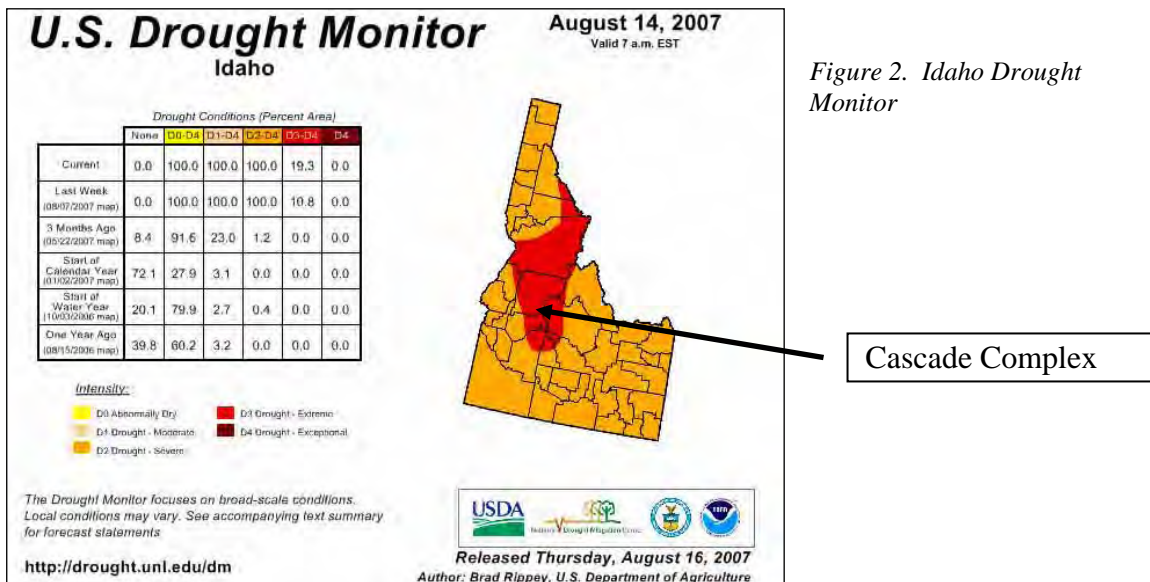 U.S. Drought Monitor
Idaho
August 14, 2007
Valid 7 a.m. EST
Figure 2. Idaho Drought
Monitor
Drought Conditions (Percent Area)
None D0-D4 D1-D4 D2-D4 D3-D4 D4
Current 0.0 100.0 100.0 100.0 19.3 0.0
Last Week
(08/07/2007 map) 0.0 100.0 100.0 100.0 10.8 0.0
3 Months Ago
(05/22/2007 map) 8.4 91.6 23.0 1.2 0.0 0.0
Start of
Calendar Year
(01/02/2007 map) 72.1 27.9 3.1 0.0 0.0 0.0
Start of
Water Year
(10/03/2006 map) 20.1 79.9 2.7 0.4 0.0 0.0
One Year Ago
(08/15/2006 map) 39.8 60.2 3.2 0.0 0.0 0.0
Cascade Complex
Intensity:
D0 Abnormally Dry
D1 Drought - Moderate
D2 Drought - Severe
D3 Drought - Extreme
D4 Drought - Exceptional
The Drought Monitor focuses on broad-scale conditions.
Local conditions may vary. See accompanying text summary
for forecast statements
http://drought.unl.edu/dm
USDA
National Drought Mitigation Center
Released Thursday, August 16, 2007
Author: Brad Rippey, U.S. Department of Agriculture